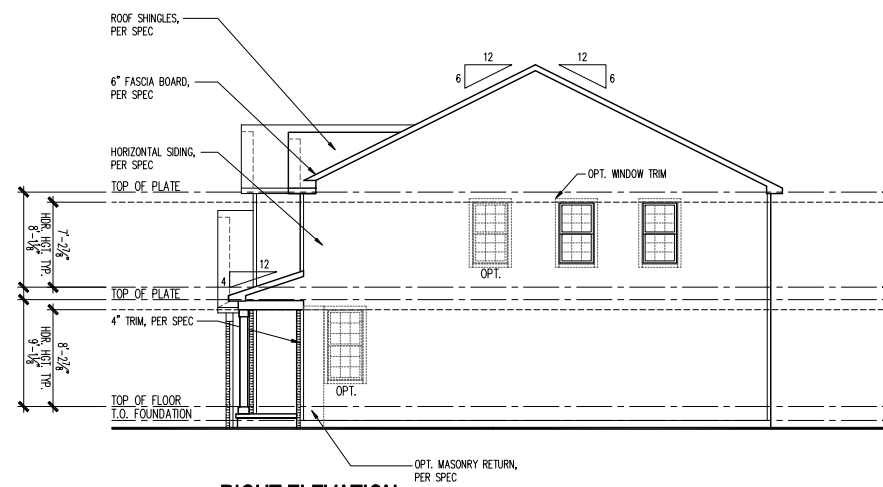 ROOF SHINGLES,
PER SPEC
12
12
6
6
6" FASCIA BOARD,
PER SPEC
HORIZONTAL SIDING,
PER SPEC
OPT. WINDOW TRIM
TOP OF PLATE
7'-2⅞"
HDR. HGT. TYP.
8'-1⅛"
OPT.
12
4
TOP OF PLATE
4" TRIM, PER SPEC
8'-2⅞"
HDR. HGT. TYP.
9'-1⅛"
OPT.
TOP OF FLOOR
T.O. FOUNDATION
OPT. MASONRY RETURN,
PER SPEC
RIGHT ELEVATION